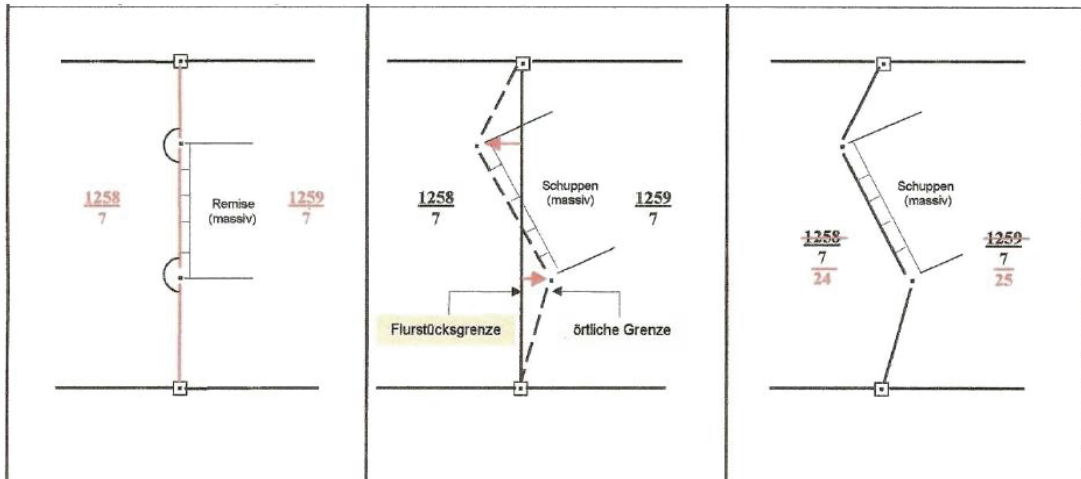 1258
7
Remise
(massiv)
1259
7
1258
7
Schuppen
(massiv)
1259
7
Flurstücksgrenze
örtliche Grenze
Schuppen
(massiv)
1258
7
24
1259
7
25